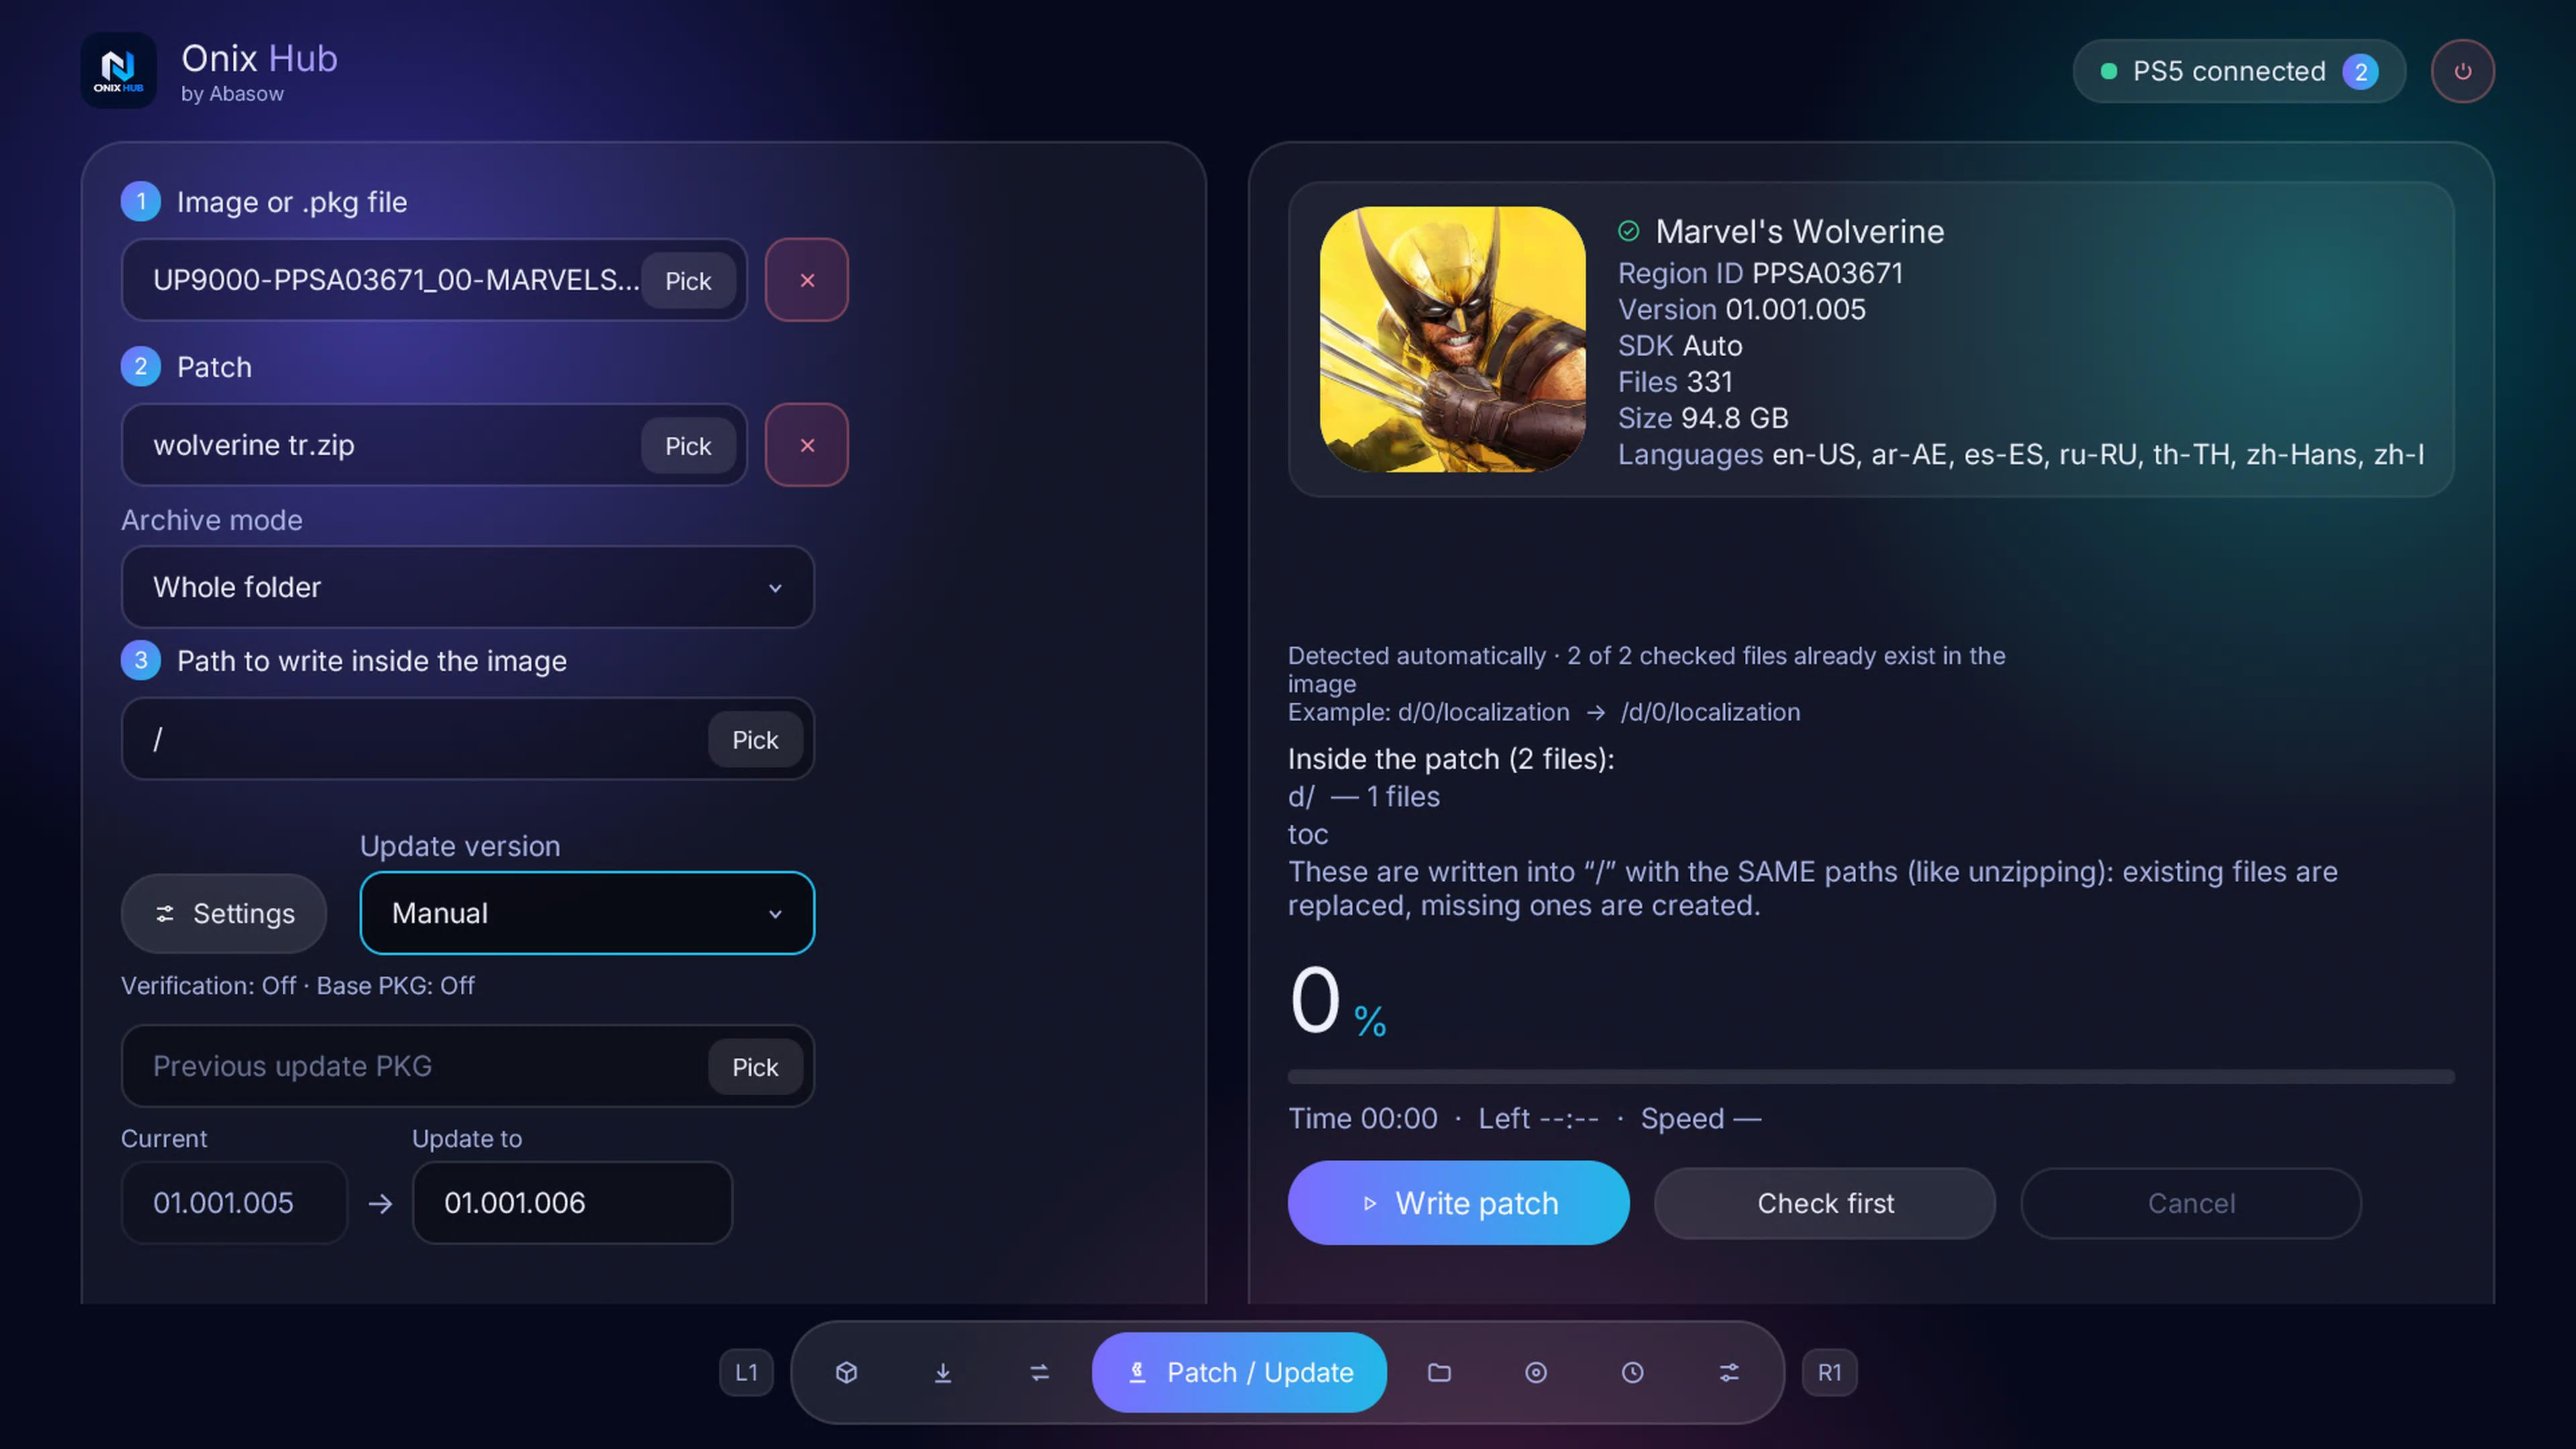 ONIX HUB
Onix Hub
by Abasow
PS5 connected 2
1 Image or .pkg file
UP9000-PPSA03671_00-MARVELS... Pick
2 Patch
wolverine tr.zip Pick
Archive mode
Whole folder
3 Path to write inside the image
/ Pick
Update version
Settings Manual
Verification: Off · Base PKG: Off
Previous update PKG Pick
Current Update to
01.001.005 → 01.001.006
Marvel's Wolverine
Region ID PPSA03671
Version 01.001.005
SDK Auto
Files 331
Size 94.8 GB
Languages en-US, ar-AE, es-ES, ru-RU, th-TH, zh-Hans, zh-
Detected automatically · 2 of 2 checked files already exist in the
image
Example: d/0/localization → /d/0/localization
Inside the patch (2 files):
d/ — 1 files
toc
These are written into “/” with the SAME paths (like unzipping): existing files are
replaced, missing ones are created.
0 %
Time 00:00 · Left --:-- · Speed —
Write patch Check first Cancel
L1 Patch / Update R1